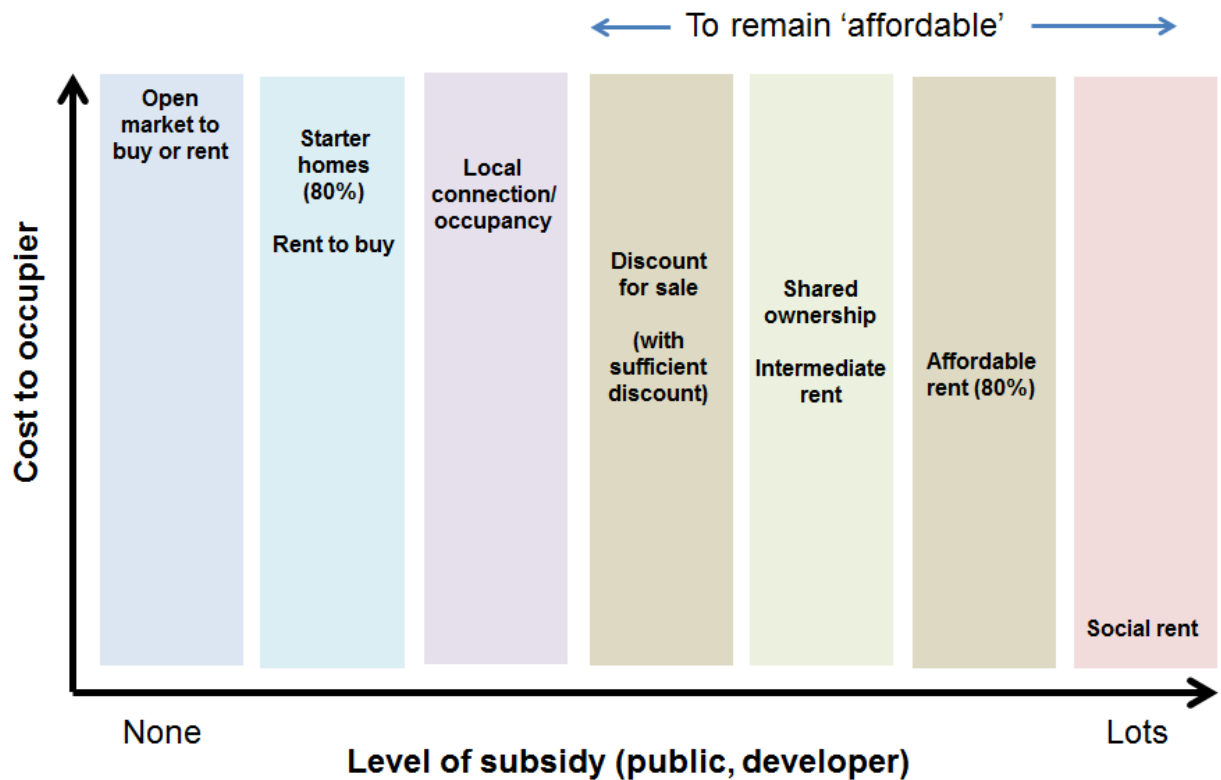 To remain ‘affordable’
Cost to occupier
Open
market to
buy or rent
Starter
homes
(80%)
Rent to buy
Local
connection/
occupancy
Discount
for sale
(with
sufficient
discount)
Shared
ownership
Intermediate
rent
Affordable
rent (80%)
Social rent
None
Lots
Level of subsidy (public, developer)